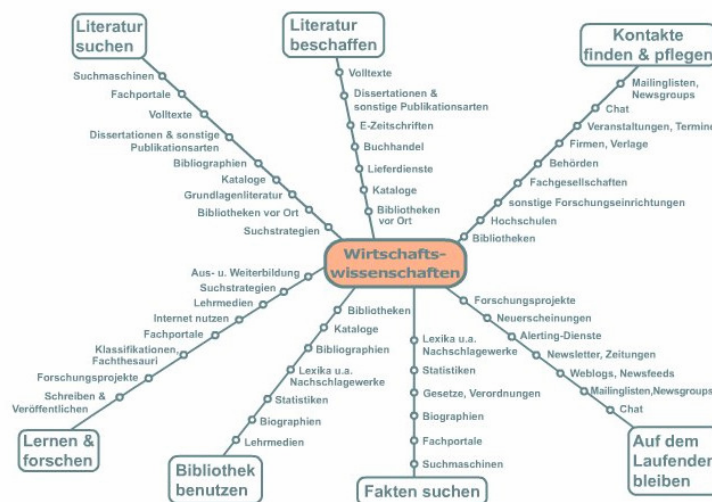 Literatur
suchen
Suchmaschinen
Fachportale
Volltexte
Dissertationen & sonstige
Publikationsarten
Bibliographien
Kataloge
Grundlagenliteratur
Bibliotheken vor Ort
Suchstrategien
Literatur
beschaffen
Volltexte
Dissertationen &
sonstige Publikationsarten
E-Zeitschriften
Buchhandel
Lieferdienste
Kataloge
Bibliotheken
vor Ort
Kontakte
finden & pflegen
Mailinglisten,
Newsgroups
Chat
Veranstaltungen, Termine
Firmen, Verlage
Behörden
Fachgesellschaften
sonstige Forschungseinrichtungen
Hochschulen
Bibliotheken
Wirtschafts-
wissenschaften
Aus- u. Weiterbildung
Suchstrategien
Lehrmedien
Internet nutzen
Fachportale
Klassifikationen,
Fachthesauri
Forschungsprojekte
Schreiben &
Veröffentlichen
Lernen &
forschen
Bibliotheken
Kataloge
Bibliographien
Lexika u.a.
Nachschlagewerke
Statistiken
Biographien
Lehrmedien
Bibliothek
benutzen
Lexika u.a.
Nachschlagewerke
Statistiken
Gesetze, Verordnungen
Biographien
Fachportale
Suchmaschinen
Fakten suchen
Forschungsprojekte
Neuerscheinungen
Alerting-Dienste
Newsletter, Zeitungen
Weblogs, Newsfeeds
Mailinglisten,Newsgroups
Chat
Auf dem
Laufenden
bleiben